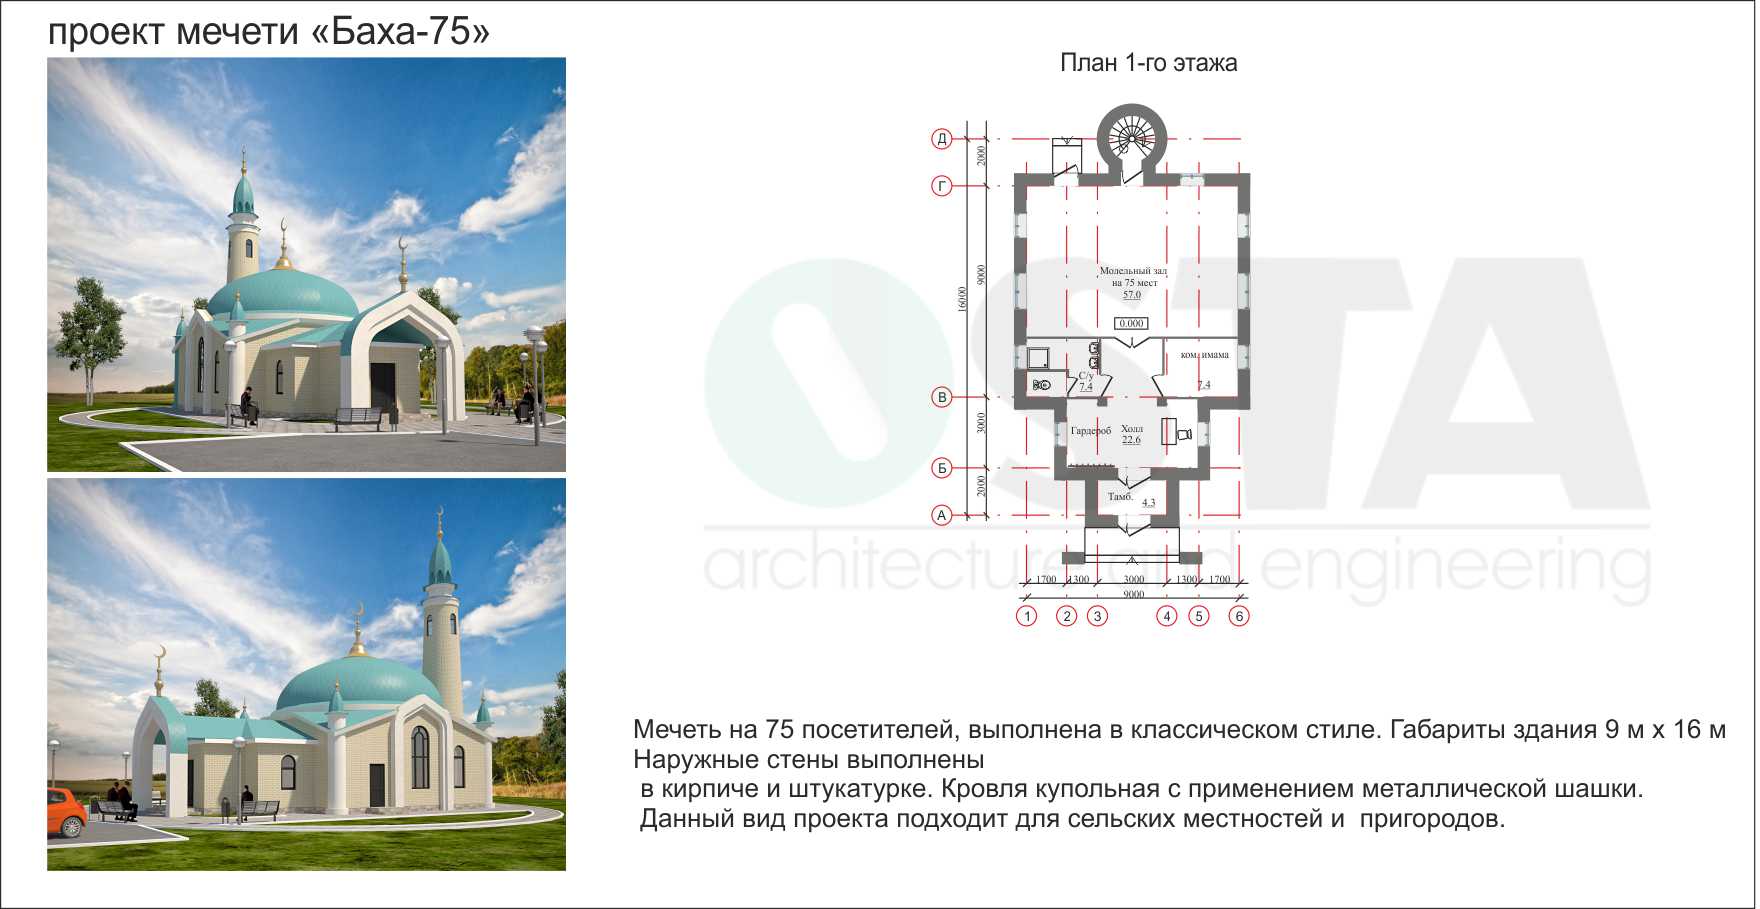 проект мечети «Баха-75»
План 1-го этажа
Д
Г
В
Б
А
2000
9000
16000
3000
2000
Молельный зал
на 75 мест
57.0
0.000
ком. имама
7.4
С/у
7.4
Гардероб
Холл
22.6
Тамб.
4.3
1700 1300 3000 1300 1700
9000
1 2 3 4 5 6
USTA
architecture and engineering
Мечеть на 75 посетителей, выполнена в классическом стиле. Габариты здания 9 м х 16 м
Наружные стены выполнены
в кирпиче и штукатурке. Кровля купольная с применением металлической шашки.
Данный вид проекта подходит для сельских местностей и пригородов.